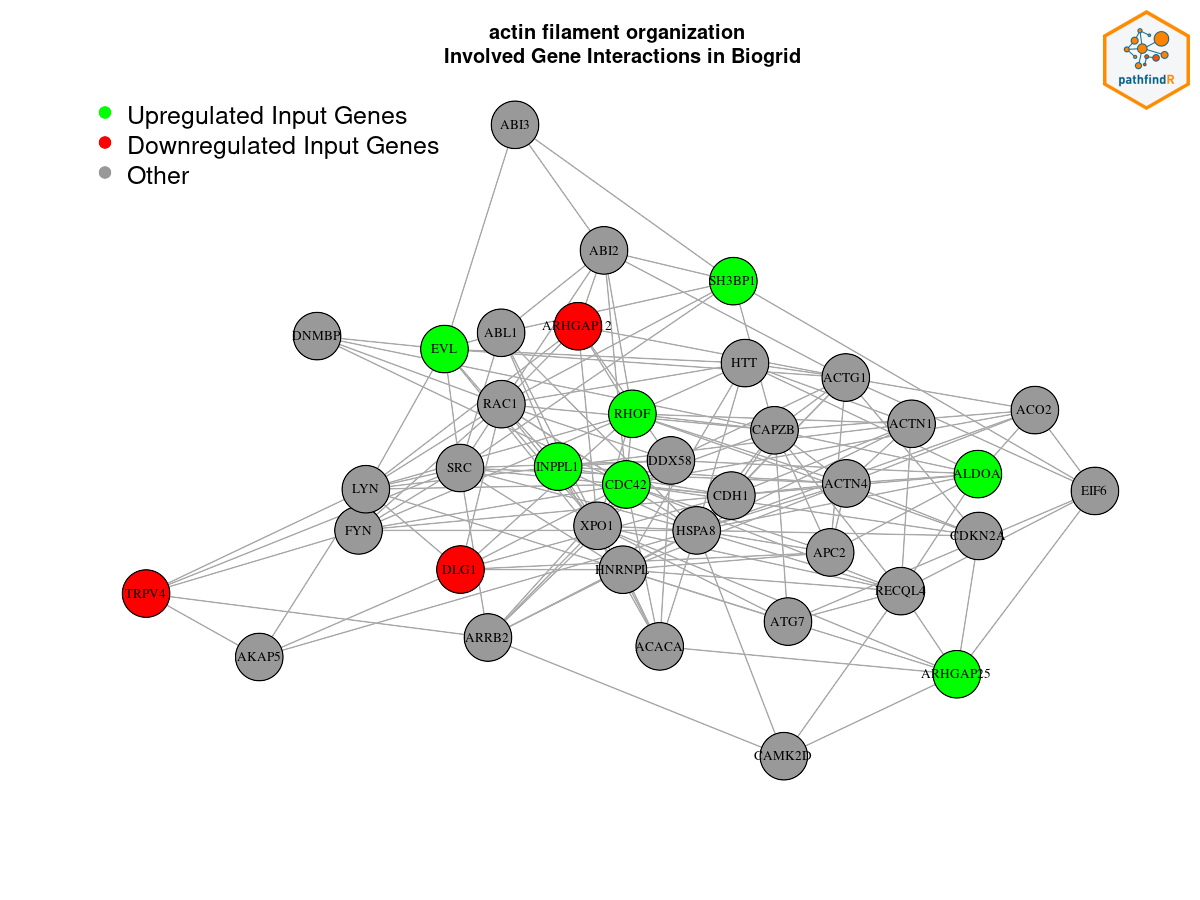 actin filament organization
Involved Gene Interactions in Biogrid
pathfindR
Upregulated Input Genes
Downregulated Input Genes
Other
ABI3
ABI2
SH3BP1
ARHGAP12
ABL1
DNMBP
EVL
HTT
ACTG1
RAC1
RHOF
CAPZB
ACTN1
ACO2
DDX58
INPPL1
SRC
ALDOA
CDC42
ACTN4
LYN
CDH1
EIF6
XPO1
FYN
HSPA8
CDKN2A
APC2
DLG1
HNRNPL
RECQL4
TRPV4
ATG7
ARRB2
ACACA
AKAP5
ARHGAP25
CAMK2D